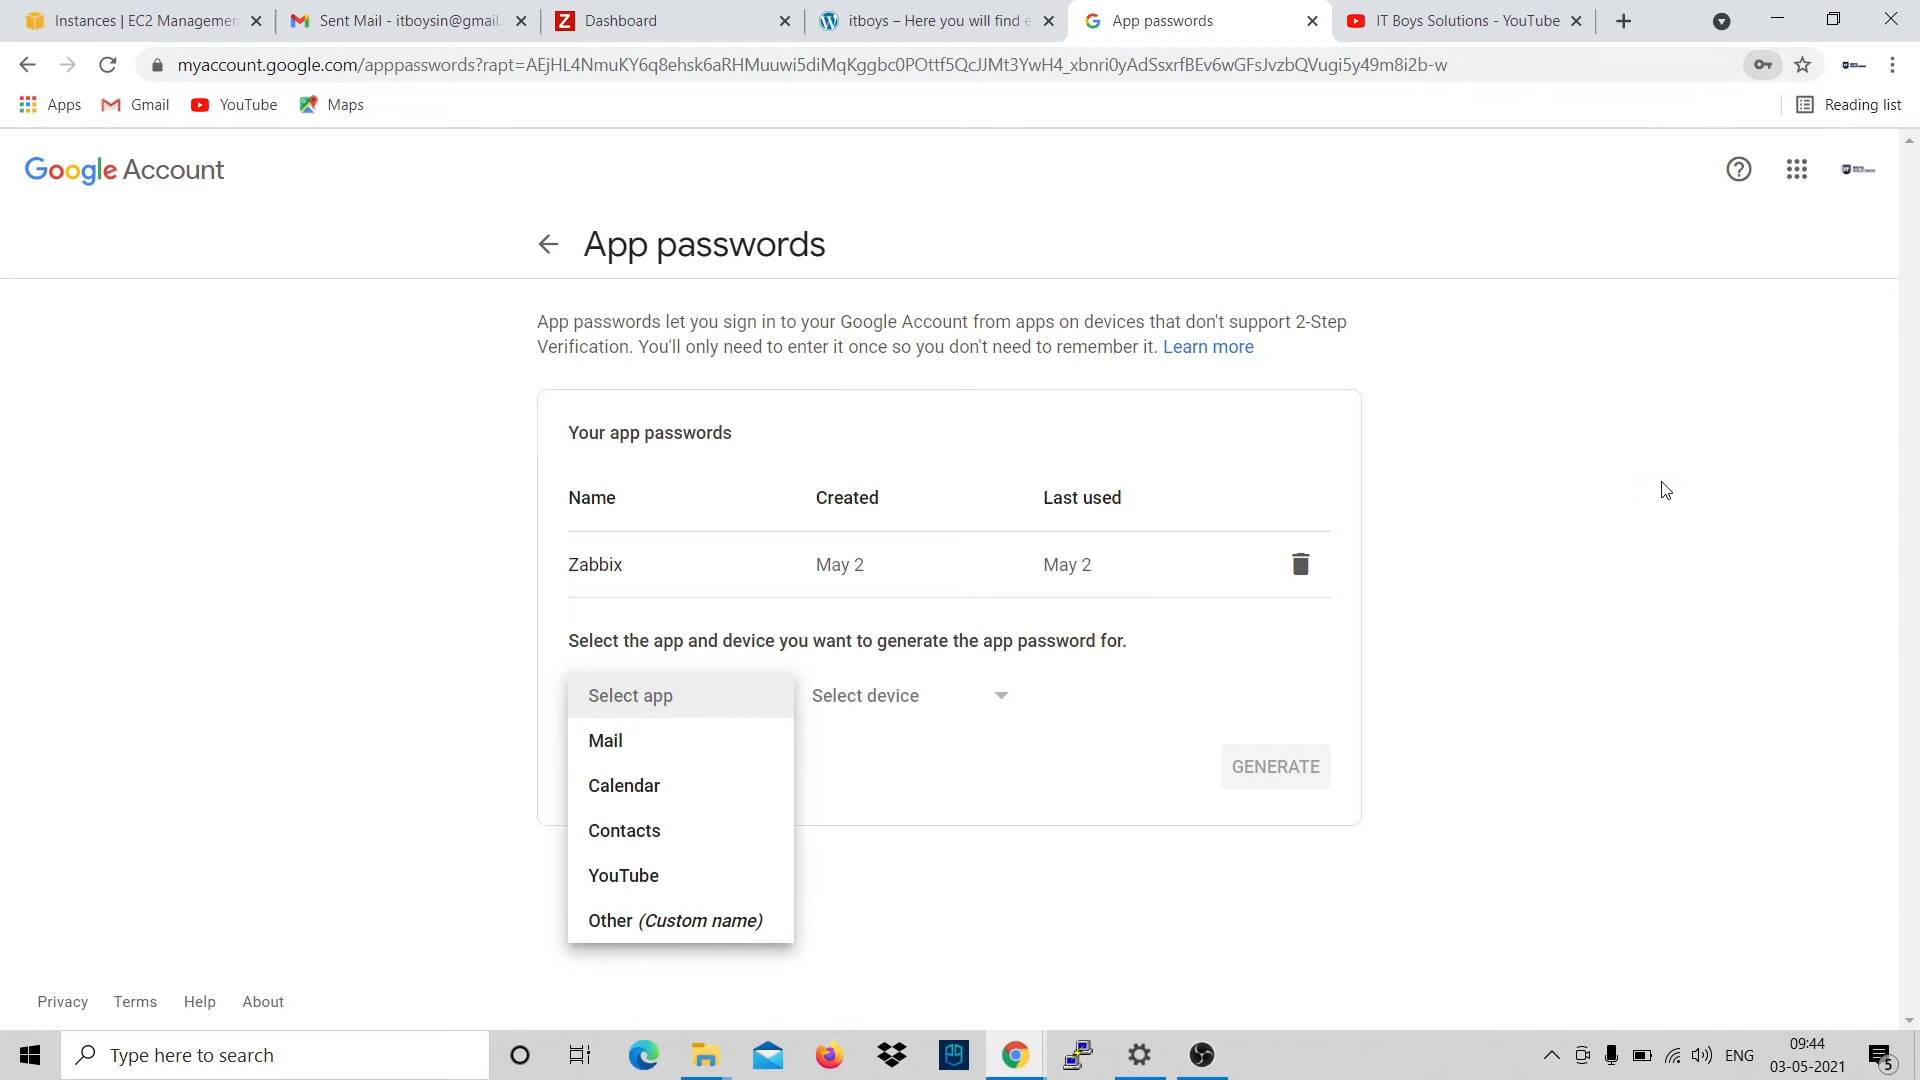 Instances | EC2 Managemen
Sent Mail - itboysin@gmail.
Z Dashboard
itboys – Here you will find e
App passwords
IT Boys Solutions - YouTube
myaccount.google.com/apppasswords?rapt=AEjHL4NmuKY6q8ehsk6aRHMuuwi5diMqKggbc0POttf5QcJJMt3YwH4_xbnri0yAdSsxrfBEv6wGFsJvzbQVugi5y49m8i2b-w
Apps
Gmail
YouTube
Maps
Reading list
Google Account
App passwords
App passwords let you sign in to your Google Account from apps on devices that don't support 2-Step
Verification. You'll only need to enter it once so you don't need to remember it. Learn more
Your app passwords
Name Created Last used
Zabbix May 2 May 2
Select the app and device you want to generate the app password for.
Select app
Select device
Mail
GENERATE
Calendar
Contacts
YouTube
Other (Custom name)
Privacy Terms Help About
Type here to search
ENG
09:44
03-05-2021
5